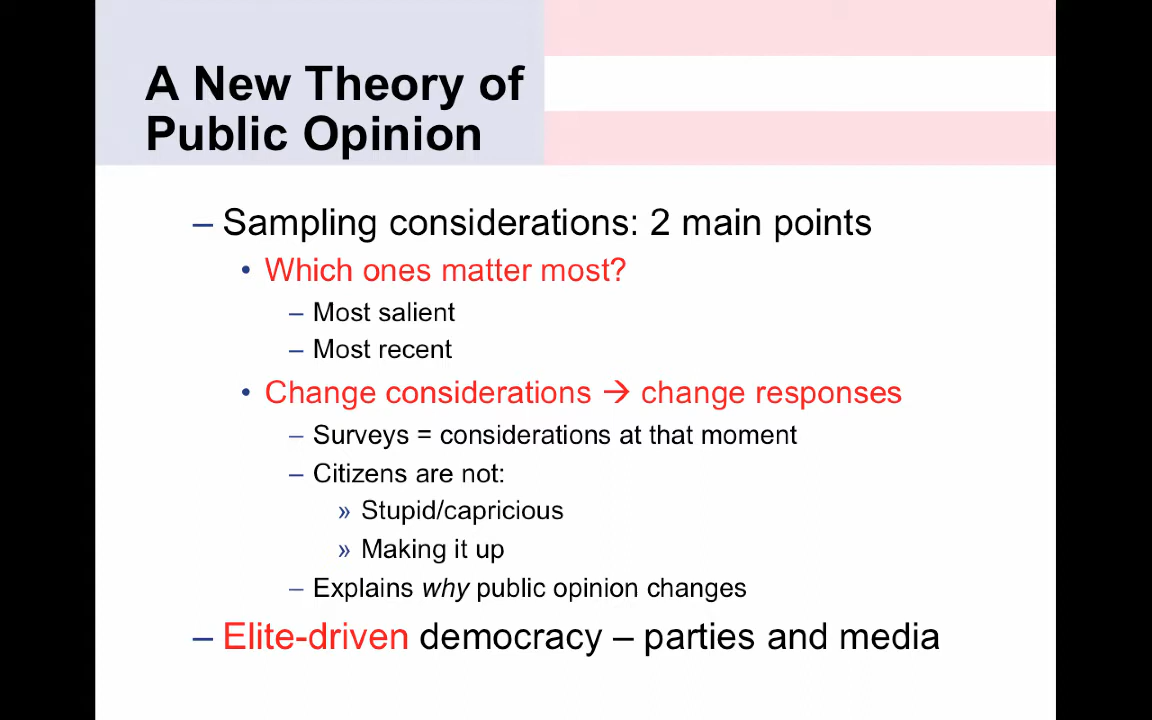 A New Theory of
Public Opinion
– Sampling considerations: 2 main points
• Which ones matter most?
– Most salient
– Most recent
• Change considerations → change responses
– Surveys = considerations at that moment
– Citizens are not:
» Stupid/capricious
» Making it up
– Explains why public opinion changes
– Elite-driven democracy – parties and media